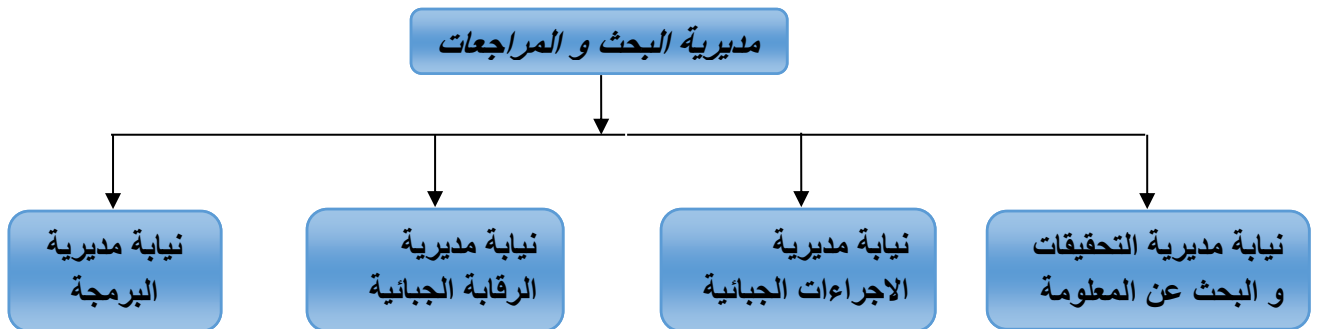 مديرية البحث و المراجعات
نيابة مديرية التحقيقات
و البحث عن المعلومة
نيابة مديرية
الاجراءات الجبائية
نيابة مديرية
الرقابة الجبائية
نيابة مديرية
البرمجة